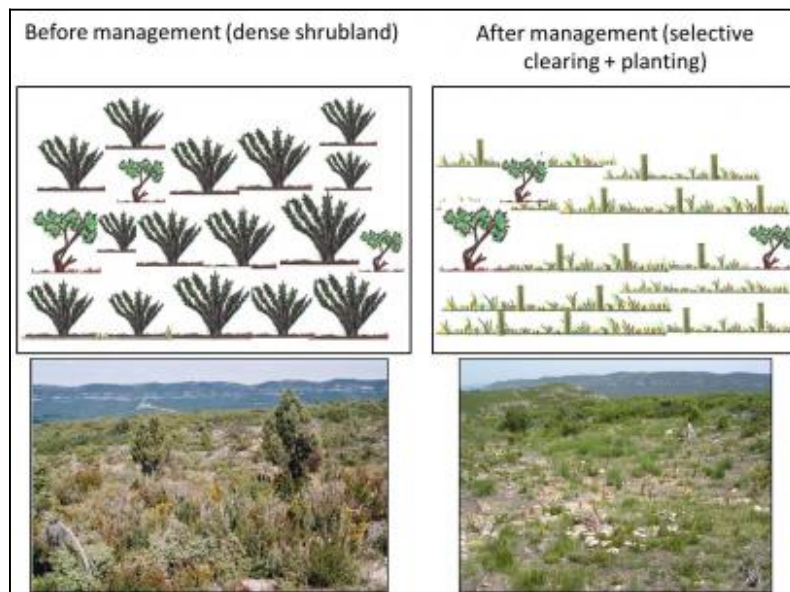 Before management (dense shrubland)
After management (selective
clearing + planting)